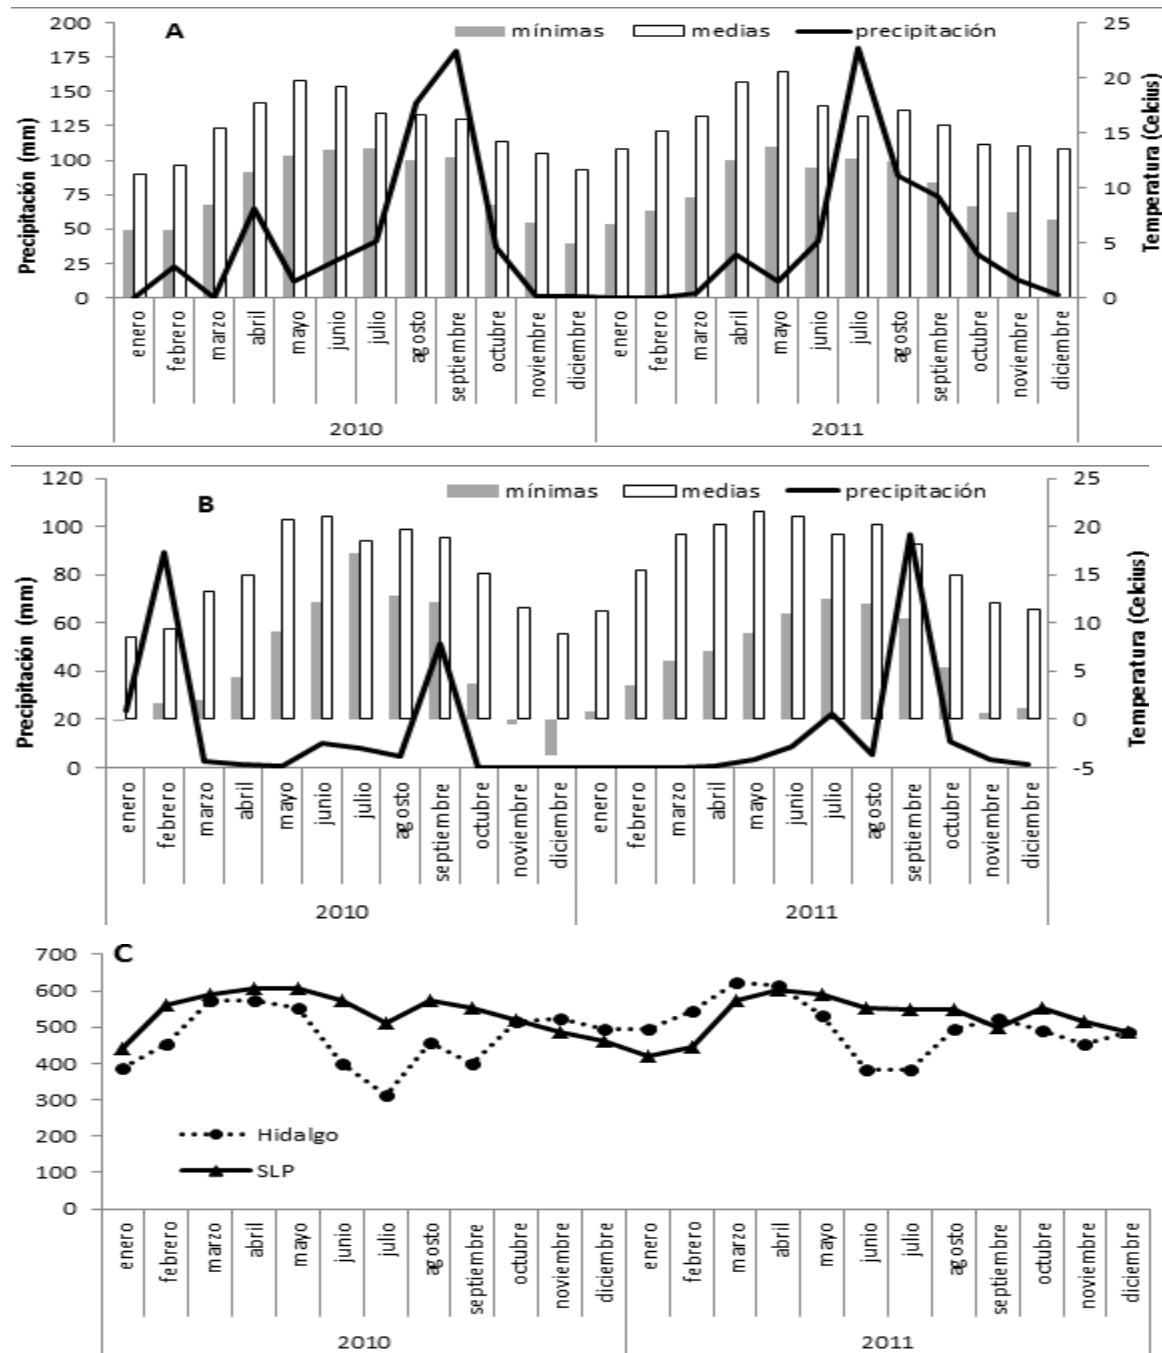 A
mínimas medias precipitación
200 175 150 125 100 75 50 25 0
Precipitación (mm)
25 20 15 10 5 0
Temperatura (Celcius)
enero febrero marzo abril mayo junio julio agosto septiembre octubre noviembre diciembre enero febrero marzo abril mayo junio julio agosto septiembre octubre noviembre diciembre
2010 2011
B
mínimas medias precipitación
120 100 80 60 40 20 0
Precipitación (mm)
25 20 15 10 5 0 -5
Temperatura (Celcius)
enero febrero marzo abril mayo junio julio agosto septiembre octubre noviembre diciembre enero febrero marzo abril mayo junio julio agosto septiembre octubre noviembre diciembre
2010 2011
C
700 600 500 400 300 200 100 0
Hidalgo
SLP
enero febrero marzo abril mayo junio julio agosto septiembre octubre noviembre diciembre enero febrero marzo abril mayo junio julio agosto septiembre octubre noviembre diciembre
2010 2011